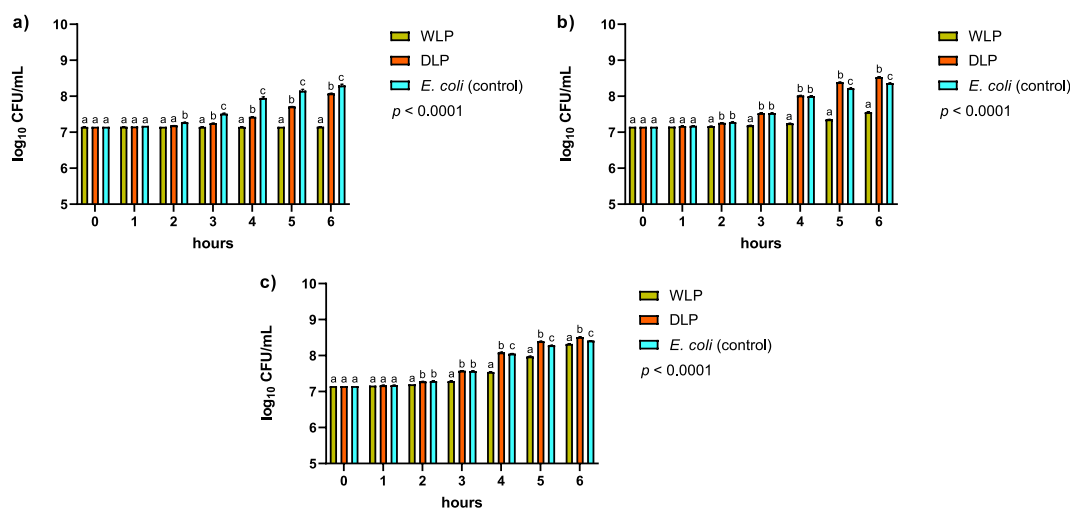 a)
10
9
8
7
6
5
log10 CFU/mL
a a a
a a a
a a b
a b c
a b c
a b c
a b c
0 1 2 3 4 5 6
hours
WLP
DLP
E. coli (control)
p < 0.0001
b)
10
9
8
7
6
5
log10 CFU/mL
a a a
a a a
a b b
a b b
a b b
a b c
a b c
0 1 2 3 4 5 6
hours
WLP
DLP
E. coli (control)
p < 0.0001
c)
10
9
8
7
6
5
log10 CFU/mL
a a a
a a a
a b b
a b b
a b c
a b c
a b c
0 1 2 3 4 5 6
hours
WLP
DLP
E. coli (control)
p < 0.0001